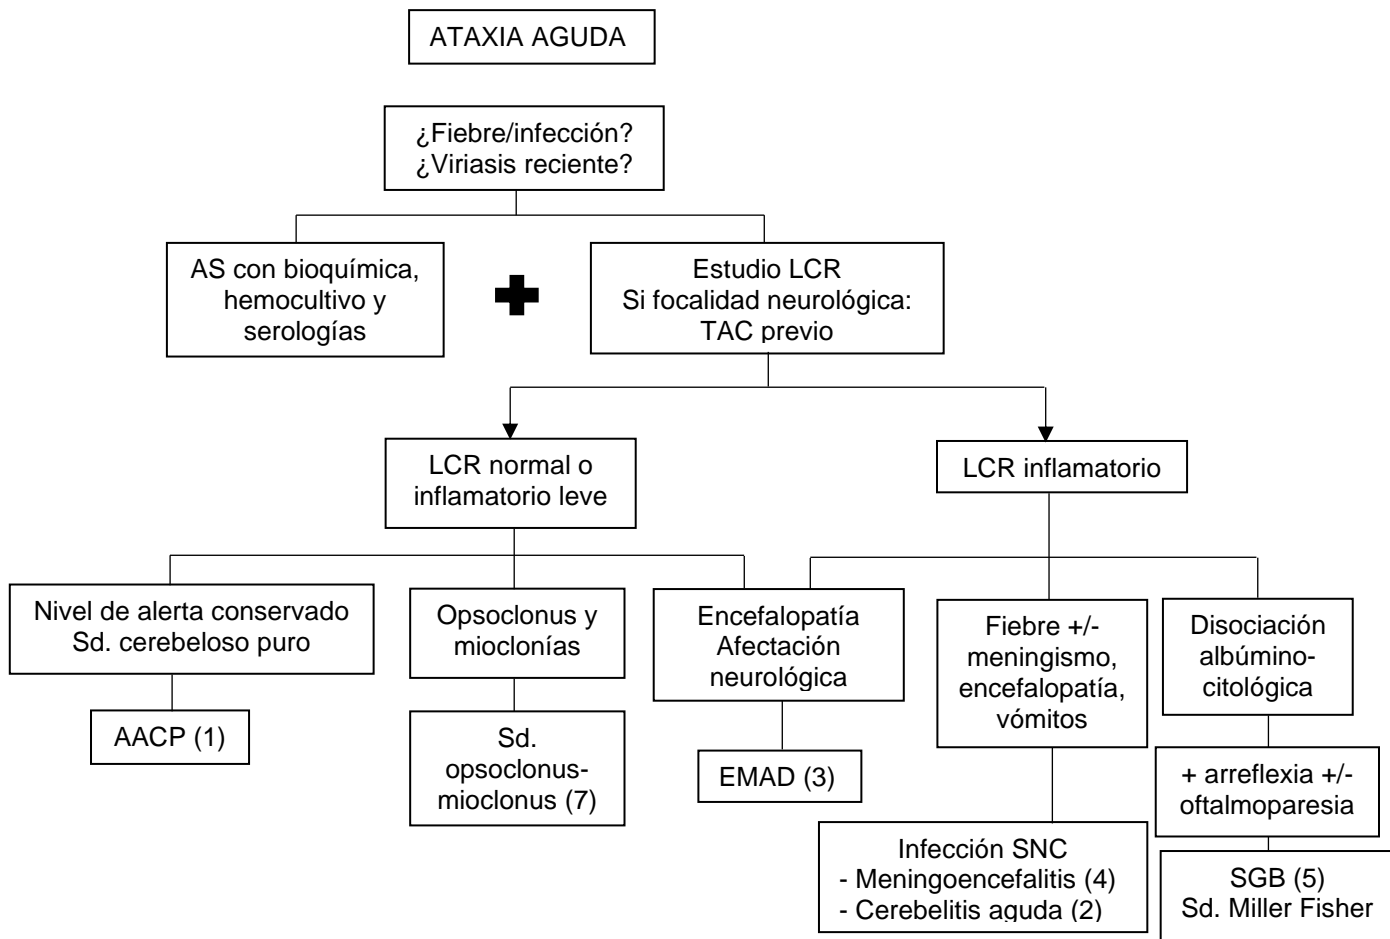 ATAXIA AGUDA
¿Fiebre/infección?
¿Viriasis reciente?
AS con bioquímica,
hemocultivo y
serologías
Estudio LCR
Si focalidad neurológica:
TAC previo
LCR normal o
inflamatorio leve
LCR inflamatorio
Nivel de alerta conservado
Sd. cerebeloso puro
Opsoclonus y
mioclonías
Encefalopatía
Afectación
neurológica
Fiebre +/-
meningismo,
encefalopatía,
vómitos
Disociación
albúmino-
citológica
AACP (1)
Sd.
opsoclonus-
mioclonus (7)
EMAD (3)
+ arreflexia +/-
oftalmoparesia
Infección SNC
- Meningoencefalitis (4)
- Cerebelitis aguda (2)
SGB (5)
Sd. Miller Fisher